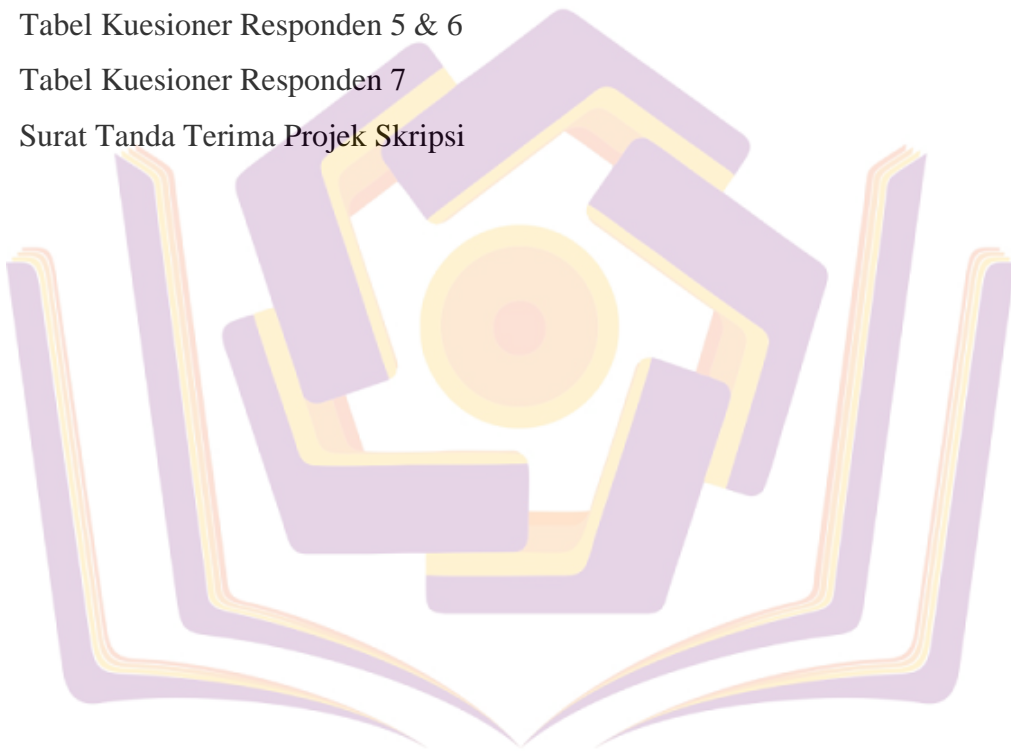 Tabel Kuesioner Responden 5 & 6
Tabel Kuesioner Responden 7
Surat Tanda Terima Projek Skripsi